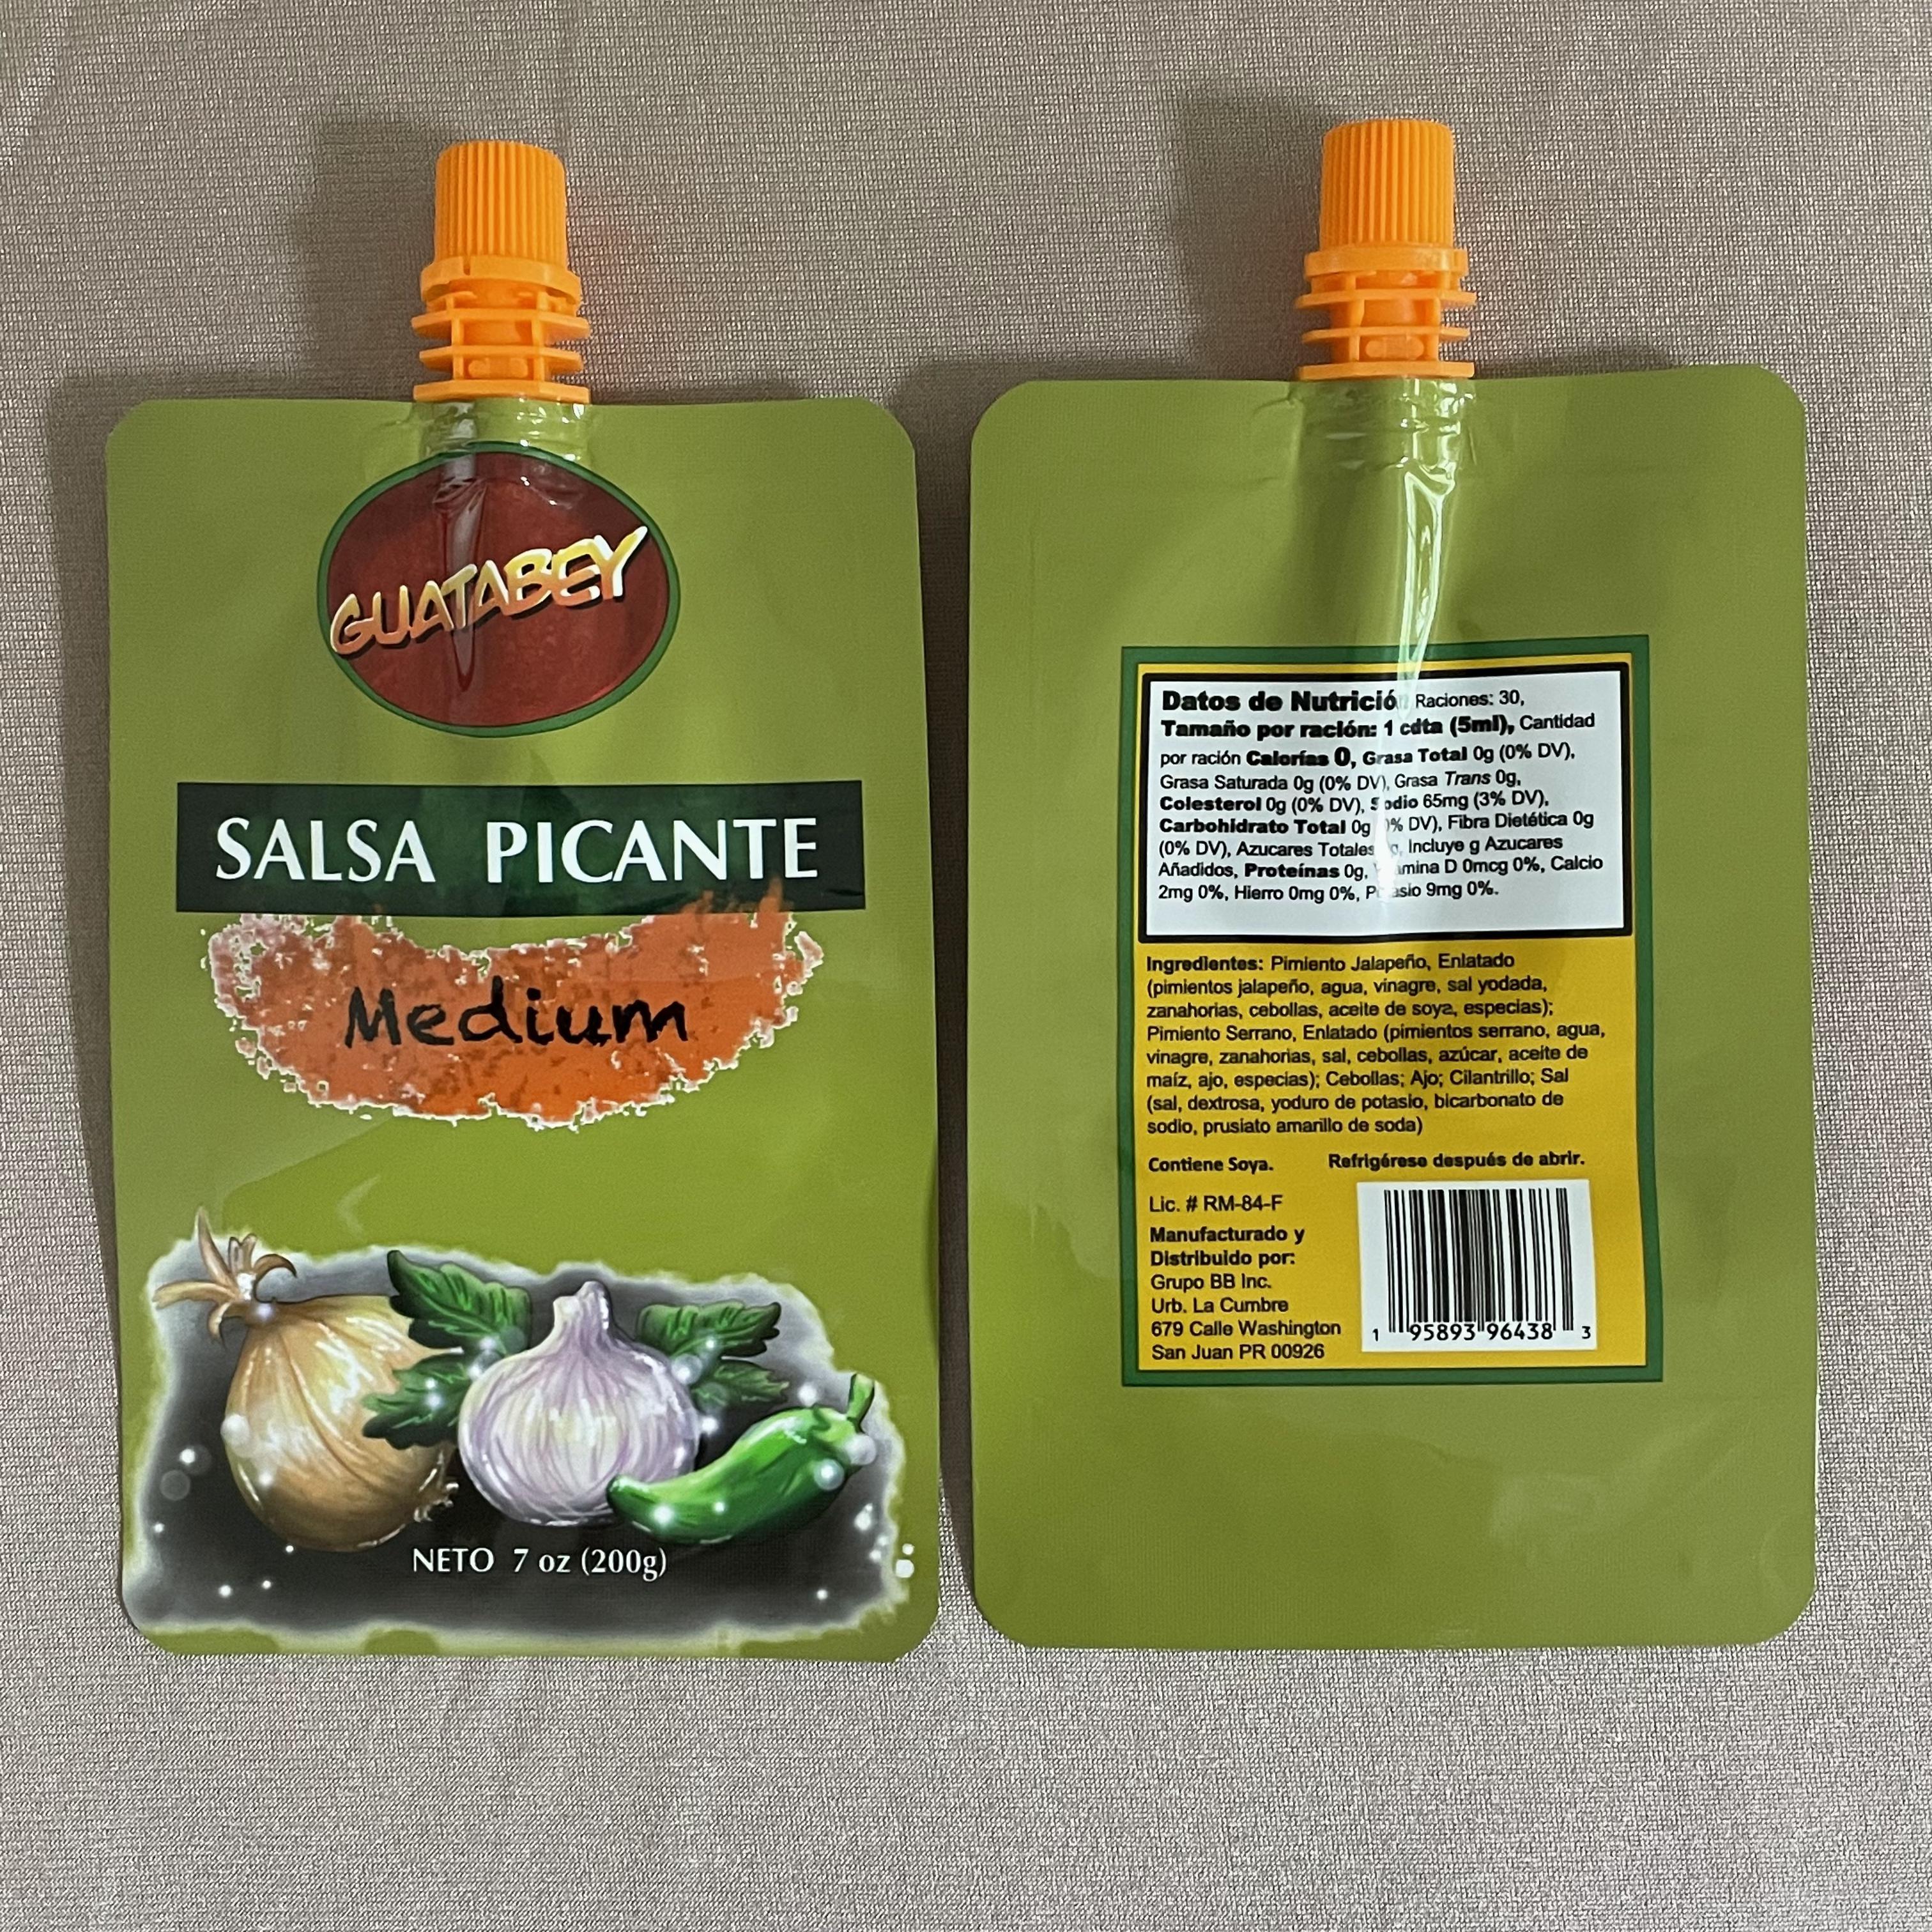 GUATABEY
SALSA PICANTE
Medium
NETO 7 oz (200g)
Datos de Nutrició Raciones: 30,
Tamaño por ración: 1 cdta (5ml), Cantidad
por ración Calorías 0, Grasa Total 0g (0% DV),
Grasa Saturada 0g (0% DV), Grasa Trans 0g,
Colesterol 0g (0% DV), Sodio 65mg (3% DV),
Carbohidrato Total 0g % DV), Fibra Dietética 0g
(0% DV), Azucares Totales g, Incluye g Azucares
Añadidos, Proteínas 0g, Vitamina D 0mcg 0%, Calcio
2mg 0%, Hierro 0mg 0%, Potasio 9mg 0%.
Ingredientes: Pimiento Jalapeño, Enlatado
(pimientos jalapeño, agua, vinagre, sal yodada,
zanahorias, cebollas, aceite de soya, especias);
Pimiento Serrano, Enlatado (pimientos serrano, agua,
vinagre, zanahorias, sal, cebollas, azúcar, aceite de
maíz, ajo, especias); Cebollas; Ajo; Cilantrillo; Sal
(sal, dextrosa, yoduro de potasio, bicarbonato de
sodio, prusiato amarillo de soda)
Contiene Soya. Refrigérese después de abrir.
Lic. # RM-84-F
Manufacturado y
Distribuido por:
Grupo BB Inc.
Urb. La Cumbre
679 Calle Washington
San Juan PR 00926
1 95893 96438 3